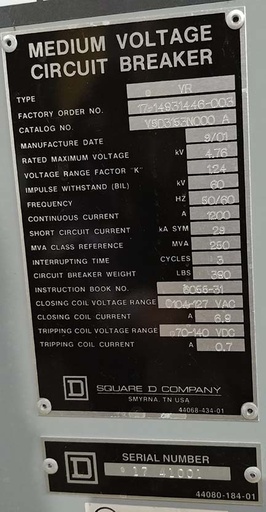 MEDIUM VOLTAGE
CIRCUIT BREAKER
TYPE VR
FACTORY ORDER NO. 17-14931446-003
CATALOG NO. A
MANUFACTURE DATE 9/01
RATED MAXIMUM VOLTAGE kV 4.76
VOLTAGE RANGE FACTOR "K" 1.24
IMPULSE WITHSTAND (BIL) kV 60
FREQUENCY HZ 50/60
CONTINUOUS CURRENT A 1200
SHORT CIRCUIT CURRENT kA SYM 29
MVA CLASS REFERENCE MVA 250
INTERRUPTING TIME CYCLES 3
CIRCUIT BREAKER WEIGHT LBS 390
INSTRUCTION BOOK NO. 6055-31
CLOSING COIL VOLTAGE RANGE 104-127 VAC
CLOSING COIL CURRENT A 6.9
TRIPPING COIL VOLTAGE RANGE 70-140 VDC
TRIPPING COIL CURRENT A 0.7
D SQUARE D COMPANY
SMYRNA, TN USA
44068-434-01
D SERIAL NUMBER
44080-184-01